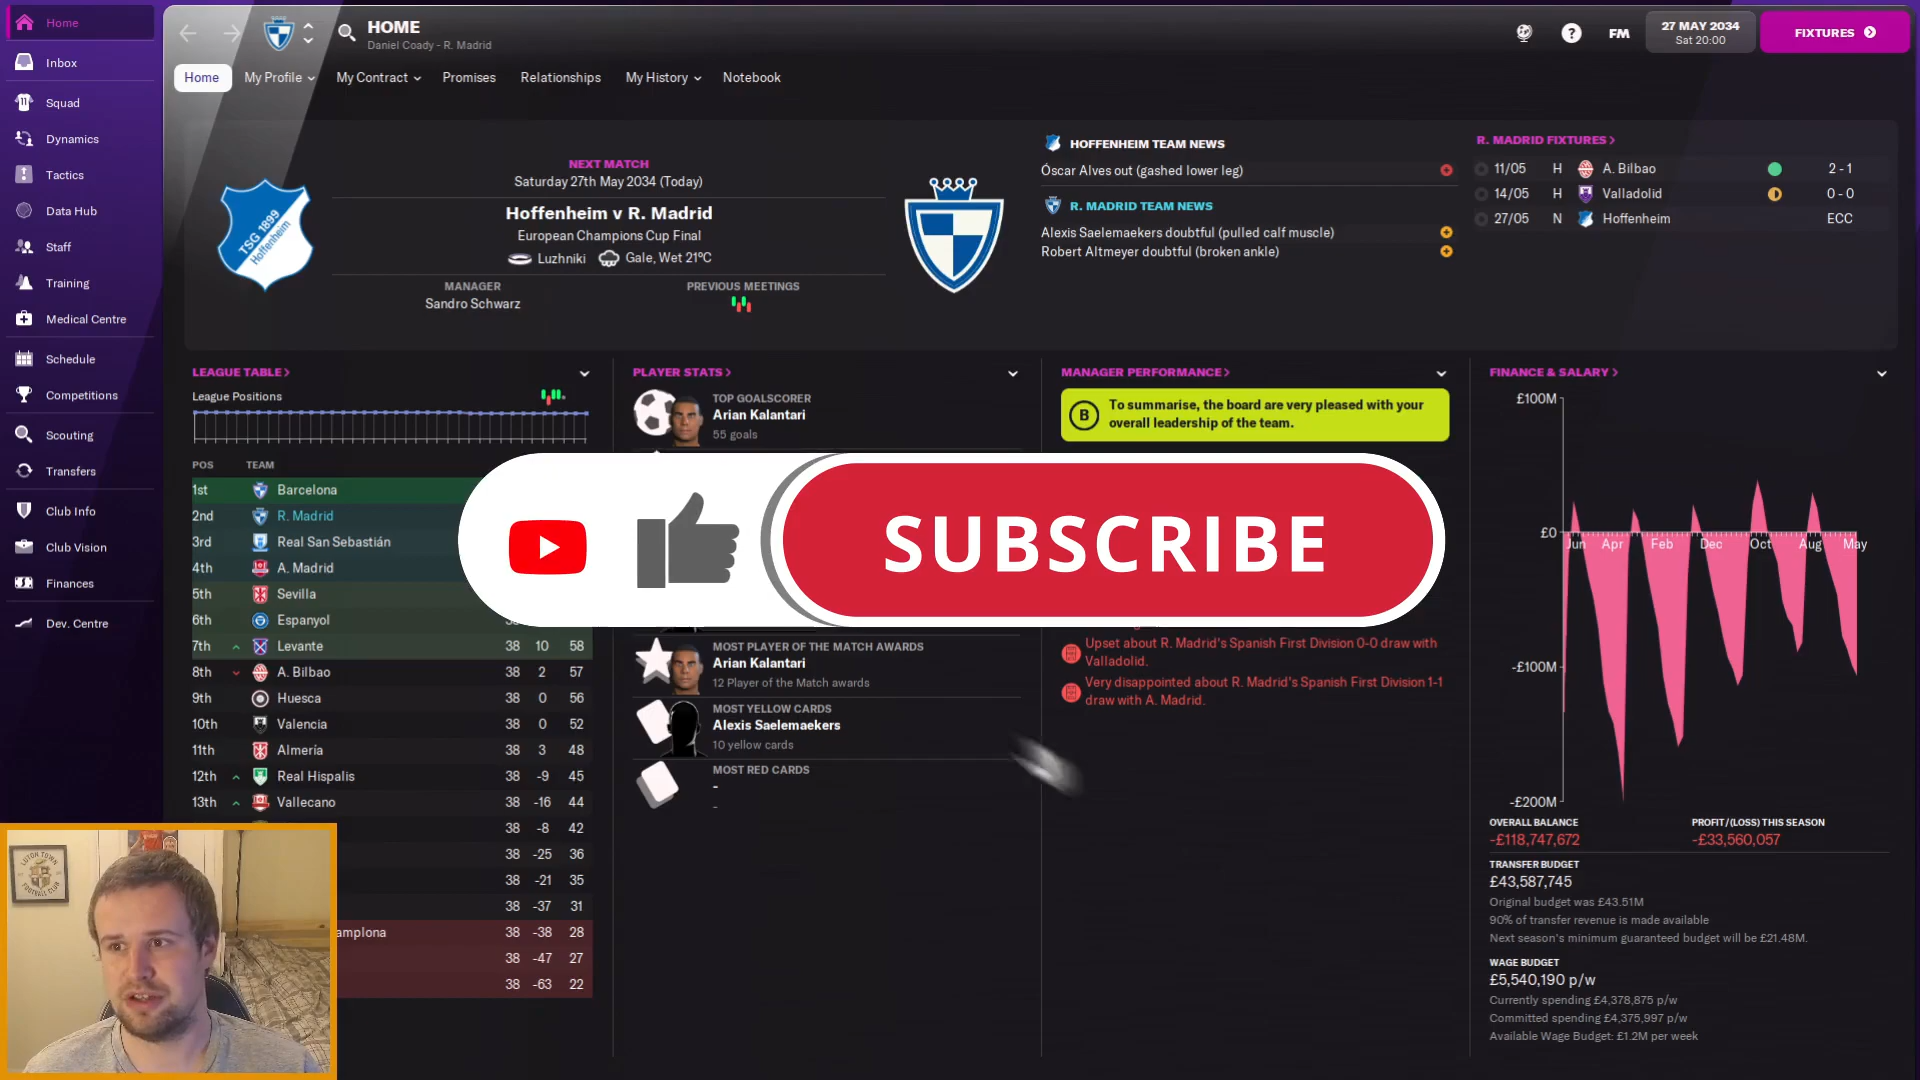 Home
Inbox
Squad
Dynamics
Tactics
Data Hub
Staff
Training
Medical Centre
Schedule
Competitions
Scouting
Transfers
Club Info
Club Vision
Finances
Dev. Centre
HOME
Daniel Coady - R. Madrid
FM
27 MAY 2034
Sat 20:00
FIXTURES
Home My Profile My Contract Promises Relationships My History Notebook
TSG 1899
Hoffenheim
NEXT MATCH
Saturday 27th May 2034 (Today)
Hoffenheim v R. Madrid
European Champions Cup Final
Luzhniki Gale, Wet 21°C
MANAGER
Sandro Schwarz
PREVIOUS MEETINGS
HOFFENHEIM TEAM NEWS
Óscar Alves out (gashed lower leg)
R. MADRID TEAM NEWS
Alexis Saelemaekers doubtful (pulled calf muscle)
Robert Altmeyer doubtful (broken ankle)
R. MADRID FIXTURES >
11/05 H A. Bilbao 2 - 1
14/05 H Valladolid 0 - 0
27/05 N Hoffenheim ECC
LEAGUE TABLE >
League Positions
POS TEAM
1st Barcelona
2nd R. Madrid
3rd Real San Sebastián
4th A. Madrid
5th Sevilla
6th Espanyol
7th Levante 38 10 58
8th A. Bilbao 38 2 57
9th Huesca 38 0 56
10th Valencia 38 0 52
11th Almería 38 3 48
12th Real Hispalis 38 -9 45
13th Vallecano 38 -16 44
38 -8 42
38 -25 36
38 -21 35
38 -37 31
amplona 38 -38 28
38 -47 27
38 -63 22
LUTON TOWN
FOOTBALL CLUB
PLAYER STATS >
TOP GOALSCORER
Arian Kalantari
55 goals
SUBSCRIBE
MOST PLAYER OF THE MATCH AWARDS
Arian Kalantari
12 Player of the Match awards
MOST YELLOW CARDS
Alexis Saelemaekers
10 yellow cards
MOST RED CARDS
-
-
MANAGER PERFORMANCE >
B
To summarise, the board are very pleased with your
overall leadership of the team.
Upset about R. Madrid's Spanish First Division 0-0 draw with
Valladolid.
Very disappointed about R. Madrid's Spanish First Division 1-1
draw with A. Madrid.
FINANCE & SALARY >
£100M
£0
Jun Apr Feb Dec Oct Aug May
-£100M
-£200M
OVERALL BALANCE
-£118,747,672
PROFIT/(LOSS) THIS SEASON
-£33,560,057
TRANSFER BUDGET
£43,587,745
Original budget was £43.51M
90% of transfer revenue is made available
Next season's minimum guaranteed budget will be £21.48M.
WAGE BUDGET
£5,540,190 p/w
Currently spending £4,378,875 p/w
Committed spending £4,375,997 p/w
Available Wage Budget: £1.2M per week